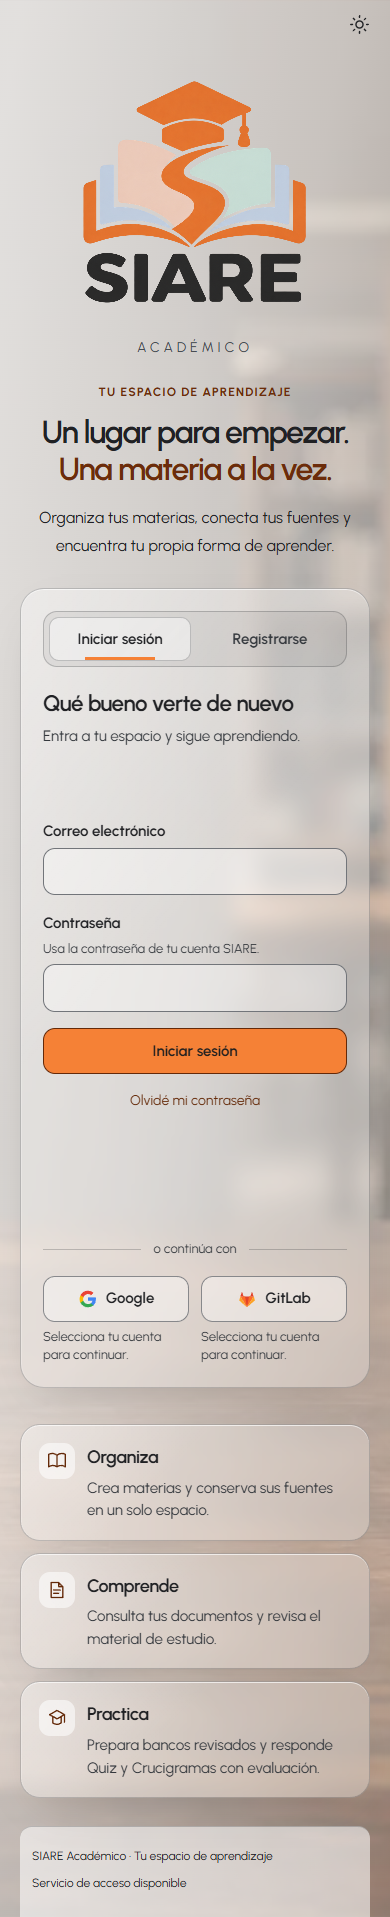 SIARE
ACADÉMICO
TU ESPACIO DE APRENDIZAJE
Un lugar para empezar.
Una materia a la vez.
Organiza tus materias, conecta tus fuentes y
encuentra tu propia forma de aprender.
Iniciar sesión
Registrarse
Qué bueno verte de nuevo
Entra a tu espacio y sigue aprendiendo.
Correo electrónico
Contraseña
Usa la contraseña de tu cuenta SIARE.
Iniciar sesión
Olvidé mi contraseña
o continúa con
Google
GitLab
Selecciona tu cuenta
para continuar.
Selecciona tu cuenta
para continuar.
Organiza
Crea materias y conserva sus fuentes
en un solo espacio.
Comprende
Consulta tus documentos y revisa el
material de estudio.
Practica
Prepara bancos revisados y responde
Quiz y Crucigramas con evaluación.
SIARE Académico · Tu espacio de aprendizaje
Servicio de acceso disponible